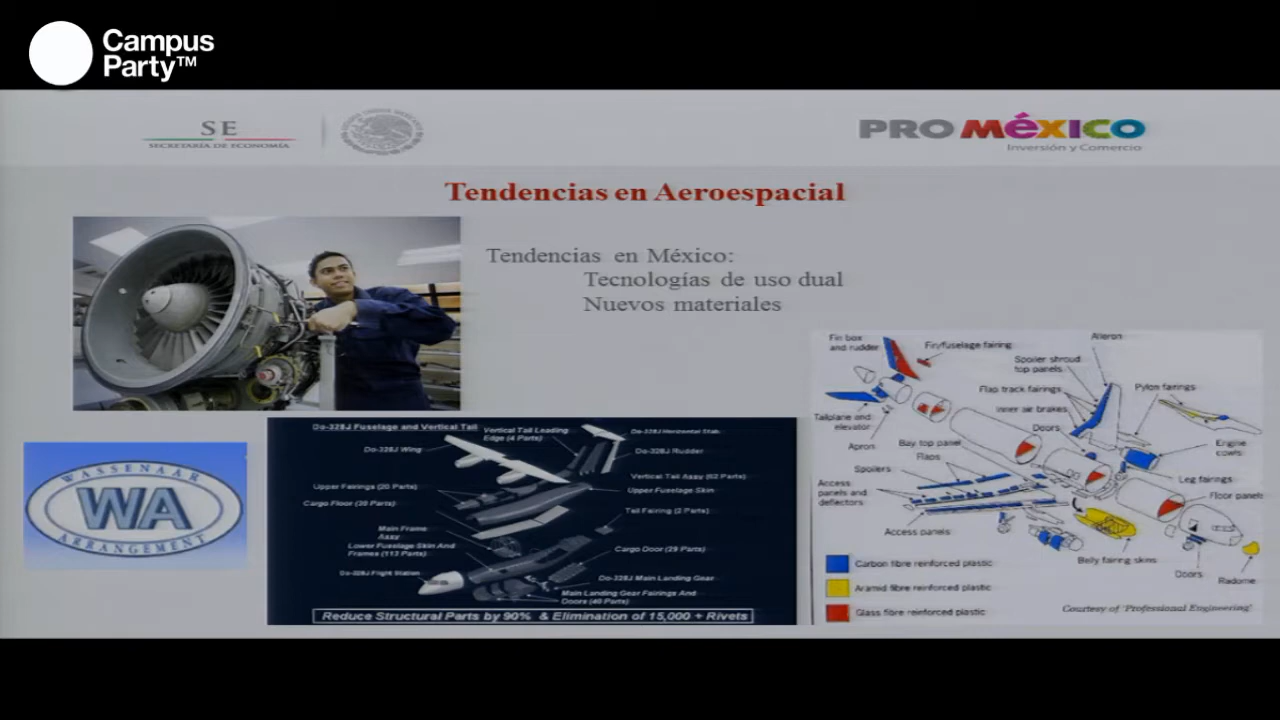 Campus
Party™
SE
SECRETARÍA DE ECONOMÍA
PRO MéXICO
Inversión y Comercio
Tendencias en Aeroespacial
Tendencias en México:
Tecnologías de uso dual
Nuevos materiales
WASSENAAR
WA
ARRANGEMENT
Do-328J Fuselage and Vertical Tail
Vertical Tail Leading
Edge (4 Parts)
Do-328J Horizontal Stab.
Do-328J Wing
Do-328J Rudder
Vertical Tail Assy (62 Parts)
Upper Fairings (20 Parts)
Upper Fuselage Skin
Cargo Floor (30 Parts)
Tail Fairing (2 Parts)
Main Frame
Assy
Lower Fuselage Skin And
Frames (113 Parts)
Cargo Door (29 Parts)
Do-328J Flight Station
Do-328J Main Landing Gear
Main Landing Gear Fairings And
Doors (40 Parts)
Reduce Structural Parts by 90% & Elimination of 15,000 + Rivets
Fin box
and rudder
Fin/fuselage fairing
Aileron
Spoiler shroud
top panels
Flap track fairings
Pylon fairings
Inner air brakes
Tailplane and
elevator
Doors
Apron
Bay top panel
Engine
cowls
Flaps
Spoilers
Leg fairings
Access
panels and
deflectors
Floor panels
Access panels
Belly fairing skins
Doors
Radome
Carbon fibre reinforced plastic
Aramid fibre reinforced plastic
Glass fibre reinforced plastic
Courtesy of 'Professional Engineering'